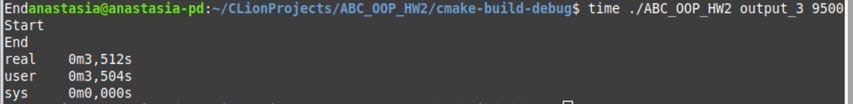 Endanastasia@anastasia-pd:~/CLionProjects/ABC_OOP_HW2/cmake-build-debug$ time ./ABC_OOP_HW2 output_3 9500
Start
End
real    0m3,512s
user    0m3,504s
sys     0m0,000s